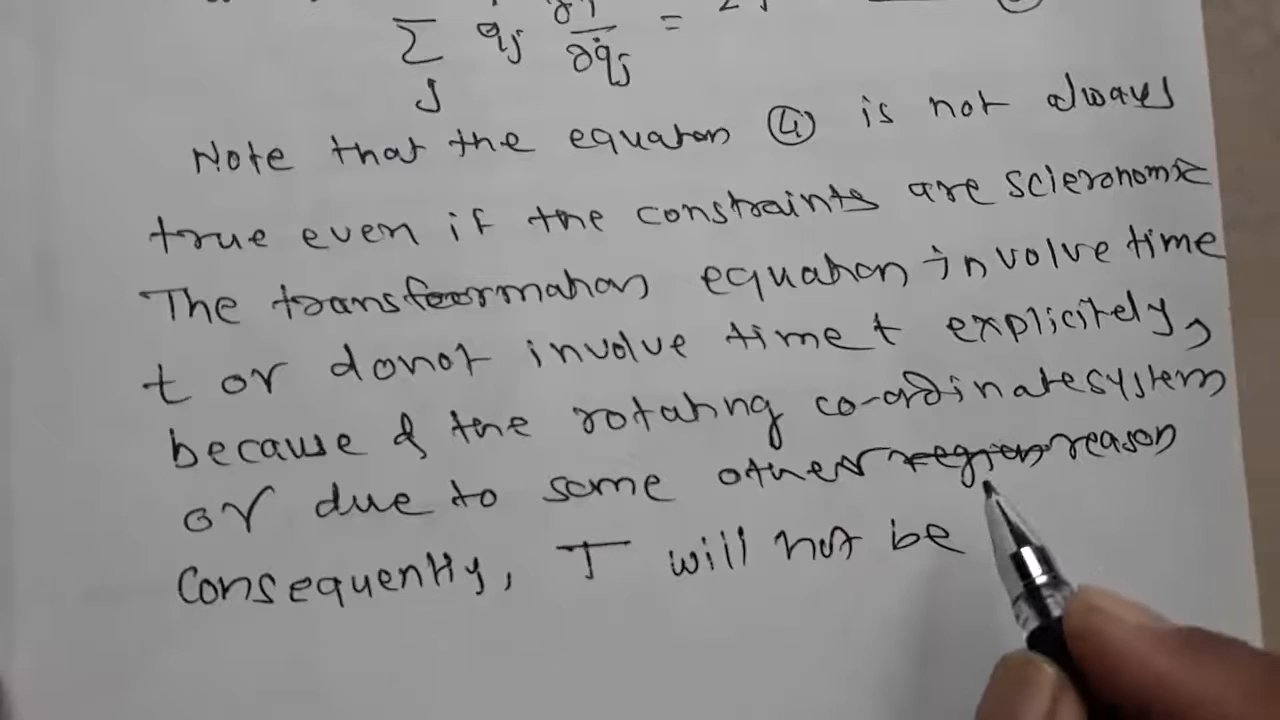 ∑ q̇j ∂T/∂q̇j = 2T
j
Note that the equation ④ is not always
true even if the constraints are scleronomic
The transformation equation involve time
t or donot involve time t explicitely,
because of the rotating co-ordinate system
or due to some other reason
Consequently, T will not be